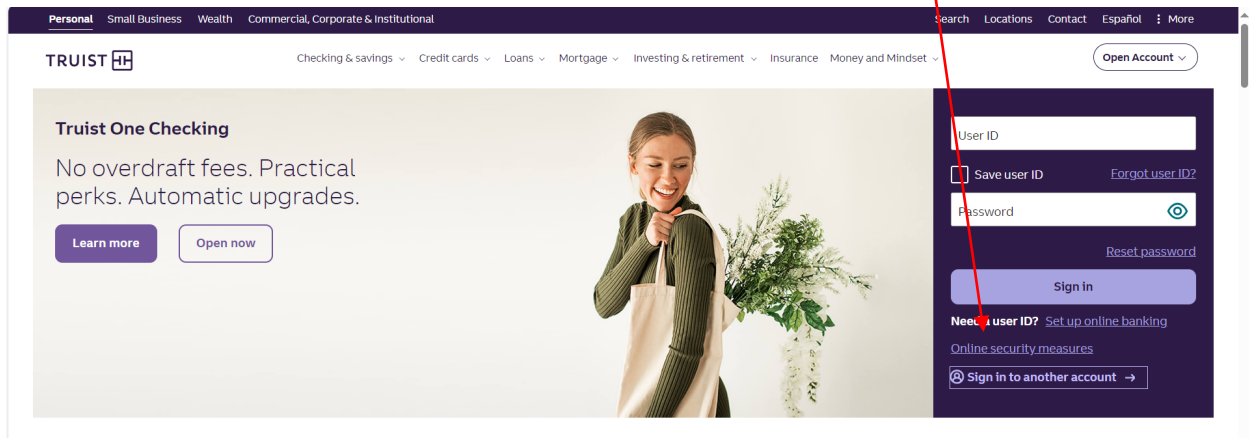 Personal Small Business Wealth Commercial, Corporate & Institutional Search Locations Contact Español More
TRUIST Checking & savings Credit cards Loans Mortgage Investing & retirement Insurance Money and Mindset Open Account
Truist One Checking
No overdraft fees. Practical
perks. Automatic upgrades.
Learn more Open now
User ID
Save user ID Forgot user ID?
Password
Reset password
Sign in
Need a user ID? Set up online banking
Online security measures
Sign in to another account →